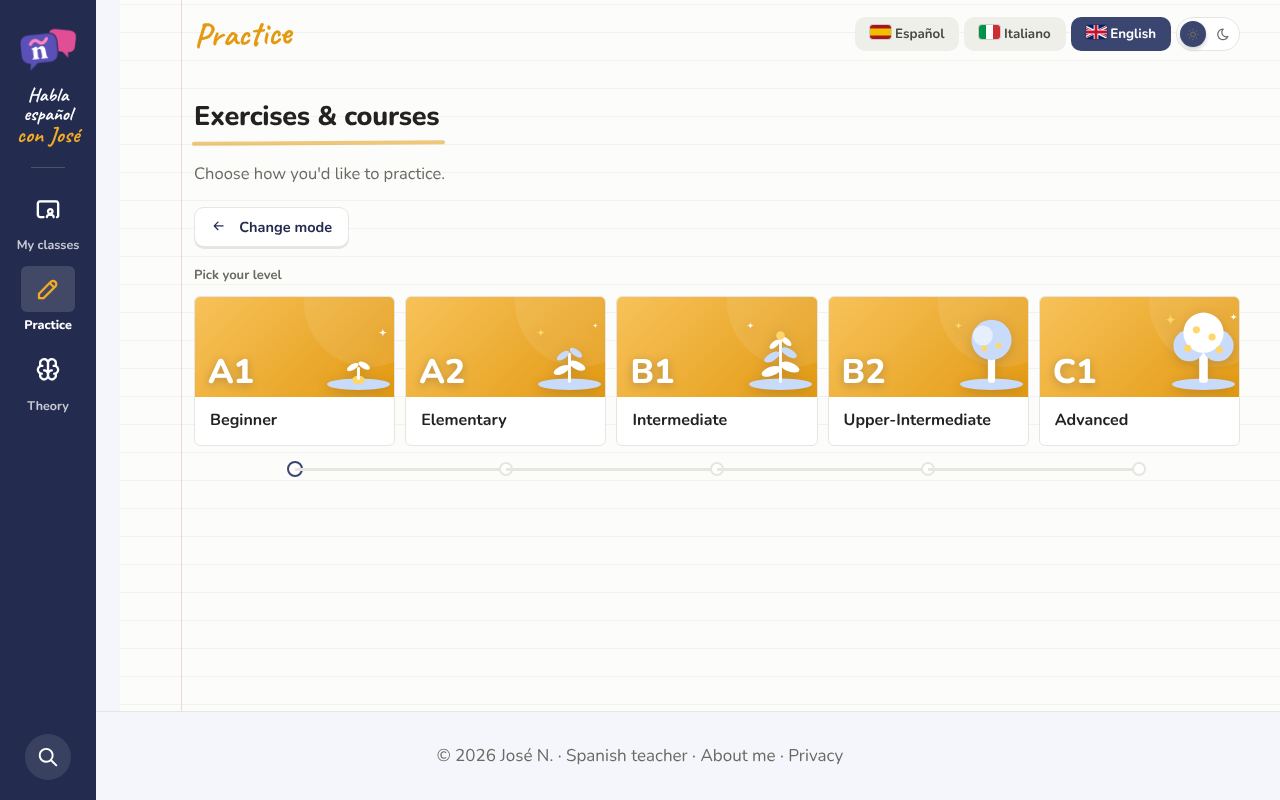 ñ
Habla
español
con José
My classes
Practice
Theory
Practice
Español
Italiano
English
Exercises & courses
Choose how you'd like to practice.
Change mode
Pick your level
A1
Beginner
A2
Elementary
B1
Intermediate
B2
Upper-Intermediate
C1
Advanced
© 2026 José N. · Spanish teacher · About me · Privacy